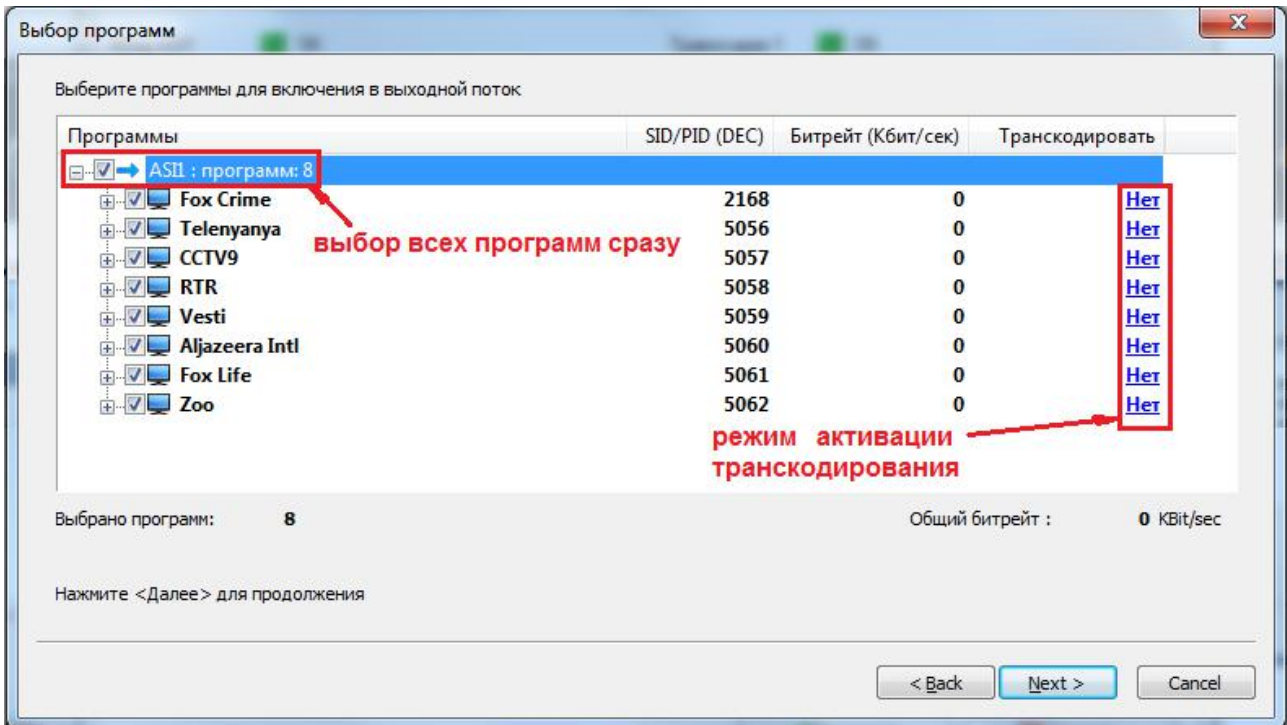 Выбор программ
Выберите программы для включения в выходной поток
Программы SID/PID (DEC) Битрейт (Кбит/сек) Транскодировать
ASI1 : программ: 8
Fox Crime 2168 0 Нет
Telenyanya 5056 0 Нет
выбор всех программ сразу
CCTV9 5057 0 Нет
RTR 5058 0 Нет
Vesti 5059 0 Нет
Aljazeera Intl 5060 0 Нет
Fox Life 5061 0 Нет
Zoo 5062 0 Нет
режим активации
транскодирования
Выбрано программ: 8 Общий битрейт : 0 KBit/sec
Нажмите <Далее> для продолжения
< Back Next > Cancel